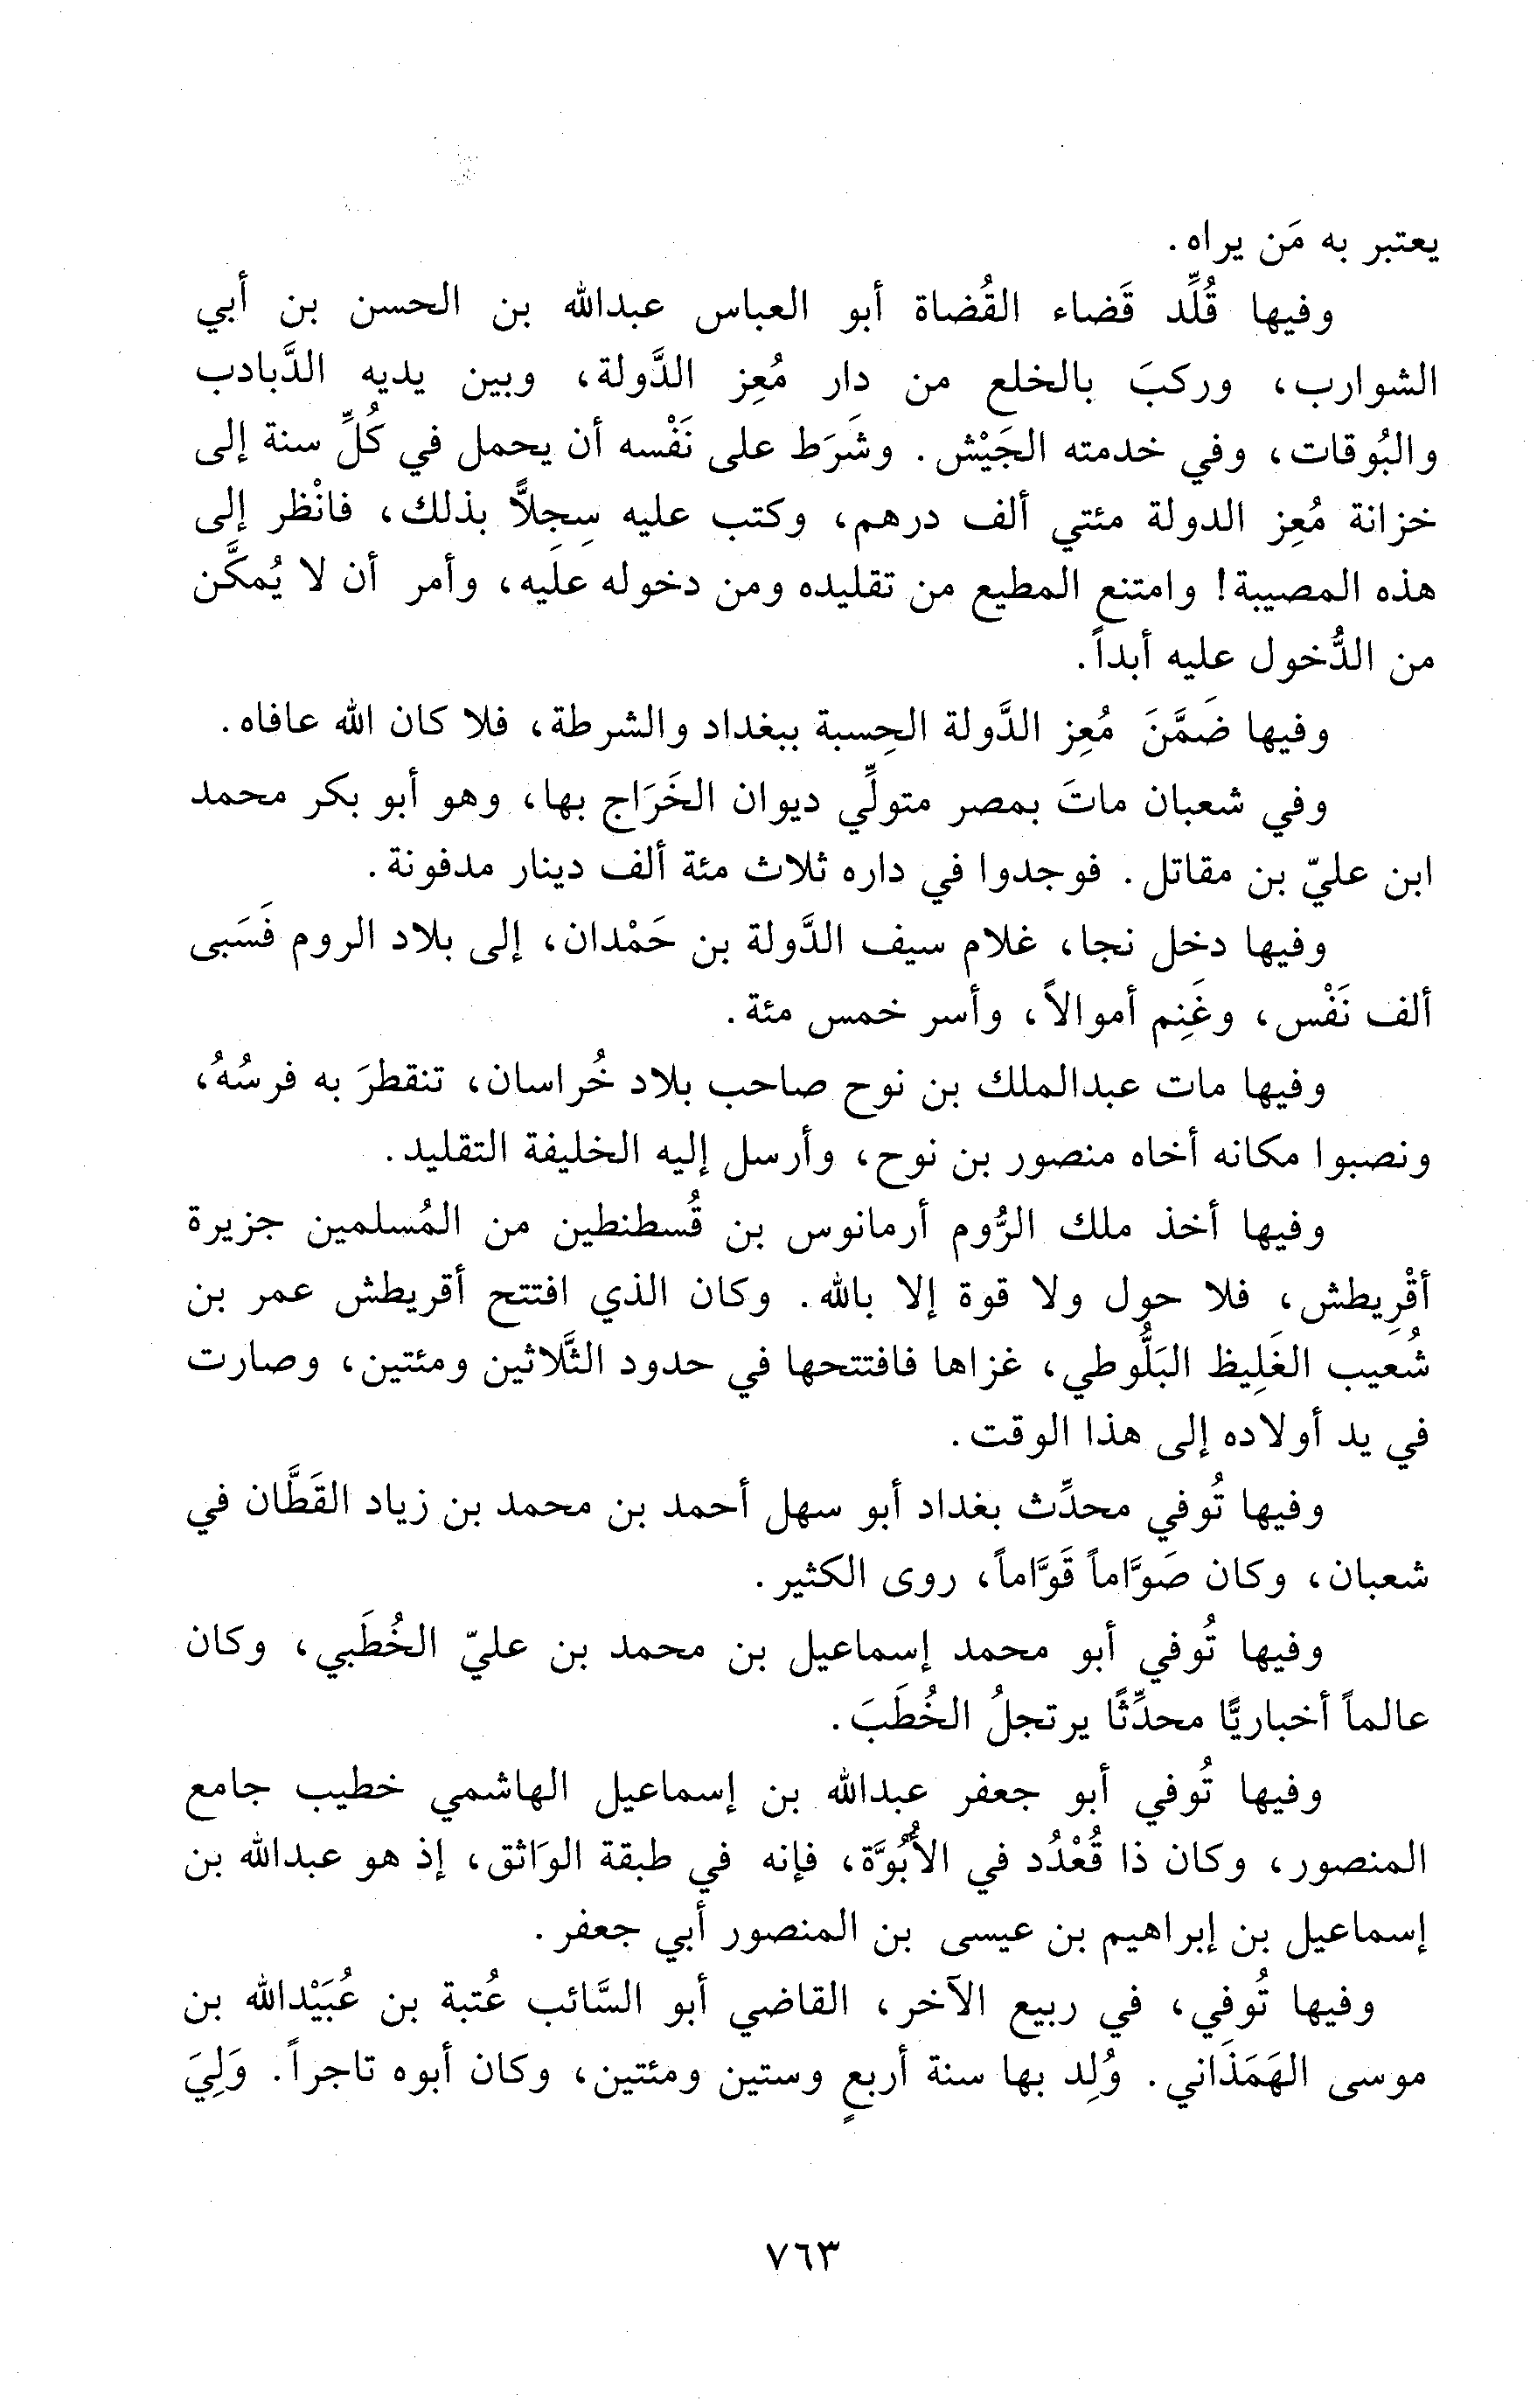 يعتبر به مَن يراه.
وفيها قُلِّد قَضاء القُضاة أبو العباس عبدالله بن الحسن بن أبي
الشوارب، وركبَ بالخلع من دار مُعِز الدَّولة، وبين يديه الدَّبادب
والبُوقات، وفي خدمته الجَيْش. وشَرَط على نَفْسه أن يحمل في كُلِّ سنة إلى
خزانة مُعِز الدولة مئتي ألف درهم، وكتب عليه سِجِلاًّ بذلك، فانْظر إلى
هذه المصيبة! وامتنع المطيع من تقليده ومن دخوله عليه، وأمر أن لا يُمكَّن
من الدُّخول عليه أبداً.
وفيها ضَمَّنَ مُعِز الدَّولة الحِسبة ببغداد والشرطة، فلا كان الله عافاه.
وفي شعبان ماتَ بمصر متولِّي ديوان الخَرَاج بها، وهو أبو بكر محمد
ابن عليّ بن مقاتل. فوجدوا في داره ثلاث مئة ألف دينار مدفونة.
وفيها دخل نجا، غلام سيف الدَّولة بن حَمْدان، إلى بلاد الروم فَسَبى
ألف نَفْس، وغَنِم أموالاً، وأسر خمس مئة.
وفيها مات عبدالملك بن نوح صاحب بلاد خُراسان، تنقطرَ به فرسُهُ،
ونصبوا مكانه أخاه منصور بن نوح، وأرسل إليه الخليفة التقليد.
وفيها أخذ ملك الرُّوم أرمانوس بن قُسطنطين من المُسلمين جزيرة
أقْرِيطش، فلا حول ولا قوة إلا بالله. وكان الذي افتتح أقريطش عمر بن
شُعيب الغَلِيظ البَلُّوطي، غزاها فافتتحها في حدود الثَّلاثين ومئتين، وصارت
في يد أولاده إلى هذا الوقت.
وفيها تُوفي محدِّث بغداد أبو سهل أحمد بن محمد بن زياد القَطَّان في
شعبان، وكان صَوَّاماً قَوَّاماً، روى الكثير.
وفيها تُوفي أبو محمد إسماعيل بن محمد بن عليّ الخُطَبي، وكان
عالماً أخباريًّا محدِّثًا يرتجلُ الخُطَبَ.
وفيها تُوفي أبو جعفر عبدالله بن إسماعيل الهاشمي خطيب جامع
المنصور، وكان ذا قُعْدُد في الأُبُوَّة، فإنه في طبقة الوَاثق، إذ هو عبدالله بن
إسماعيل بن إبراهيم بن عيسى بن المنصور أبي جعفر.
وفيها تُوفي، في ربيع الآخر، القاضي أبو السَّائب عُتبة بن عُبَيْدالله بن
موسى الهَمَذَاني. وُلِد بها سنة أربعٍ وستين ومئتين، وكان أبوه تاجراً. وَلِيَ
٧٦٣